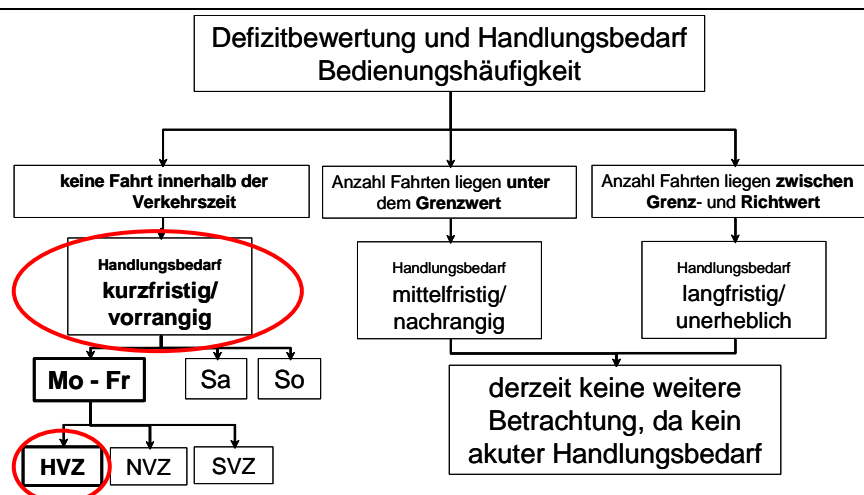 Defizitbewertung und Handlungsbedarf
Bedienungshäufigkeit
keine Fahrt innerhalb der
Verkehrszeit
Anzahl Fahrten liegen unter
dem Grenzwert
Anzahl Fahrten liegen zwischen
Grenz- und Richtwert
Handlungsbedarf
kurzfristig/
vorrangig
Handlungsbedarf
mittelfristig/
nachrangig
Handlungsbedarf
langfristig/
unerheblich
Mo - Fr
Sa
So
derzeit keine weitere
Betrachtung, da kein
akuter Handlungsbedarf
HVZ
NVZ
SVZ